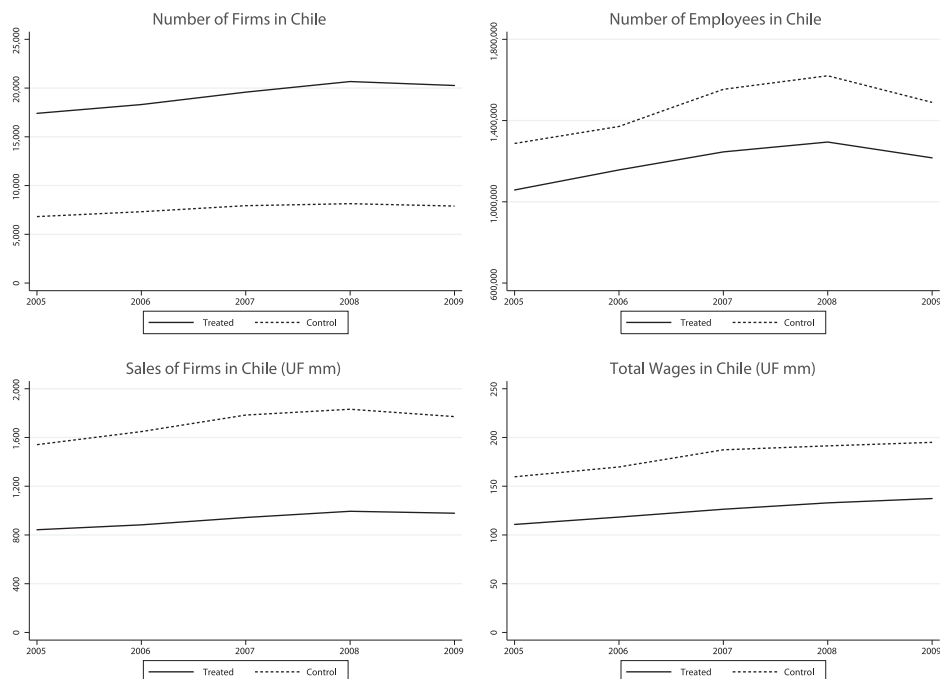 Number of Firms in Chile
25,000
20,000
15,000
10,000
5,000
0
2005 2006 2007 2008 2009
Treated Control
Number of Employees in Chile
1,800,000
1,400,000
1,000,000
600,000
2005 2006 2007 2008 2009
Treated Control
Sales of Firms in Chile (UF mm)
2,000
1,600
1,200
800
400
0
2005 2006 2007 2008 2009
Treated Control
Total Wages in Chile (UF mm)
250
200
150
100
50
0
2005 2006 2007 2008 2009
Treated Control